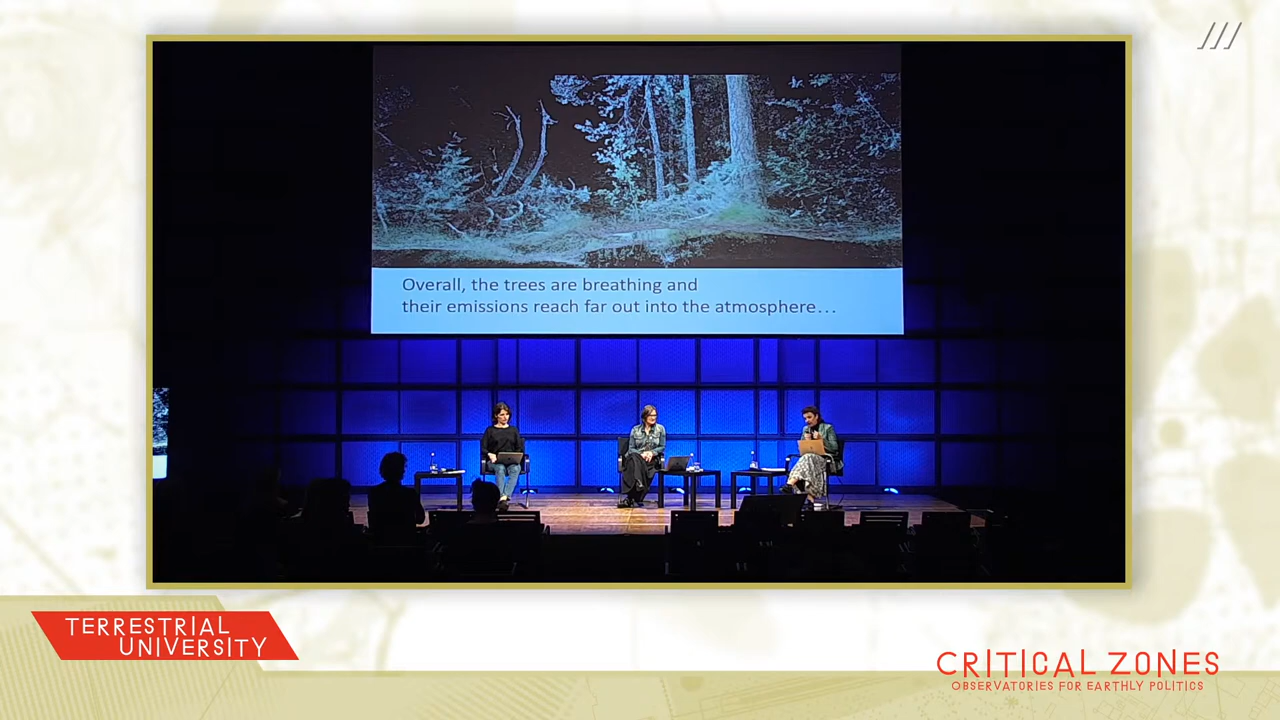 Overall, the trees are breathing and
their emissions reach far out into the atmosphere...
TERRESTRIAL
UNIVERSITY
CRITICAL ZONES
OBSERVATORIES FOR EARTHLY POLITICS